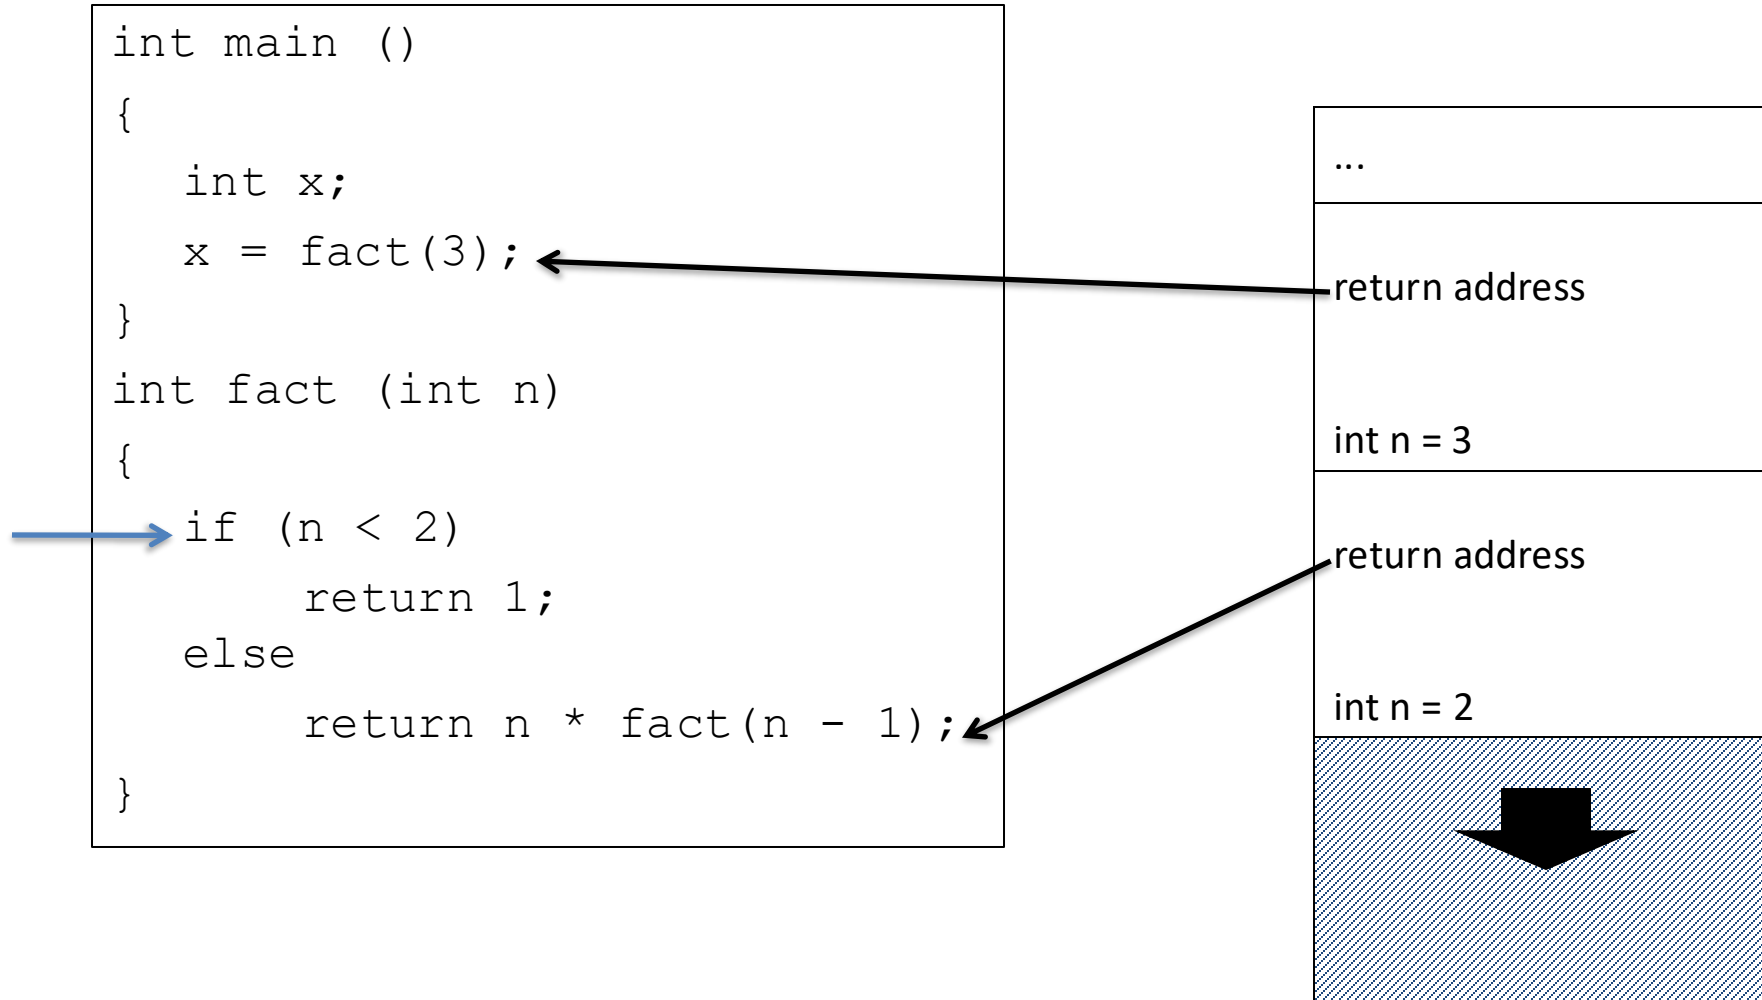 int main ()
{
int x;
x = fact(3);
}
int fact (int n)
{
if (n < 2)
return 1;
else
return n * fact(n - 1);
}
...
return address
int n = 3
return address
int n = 2